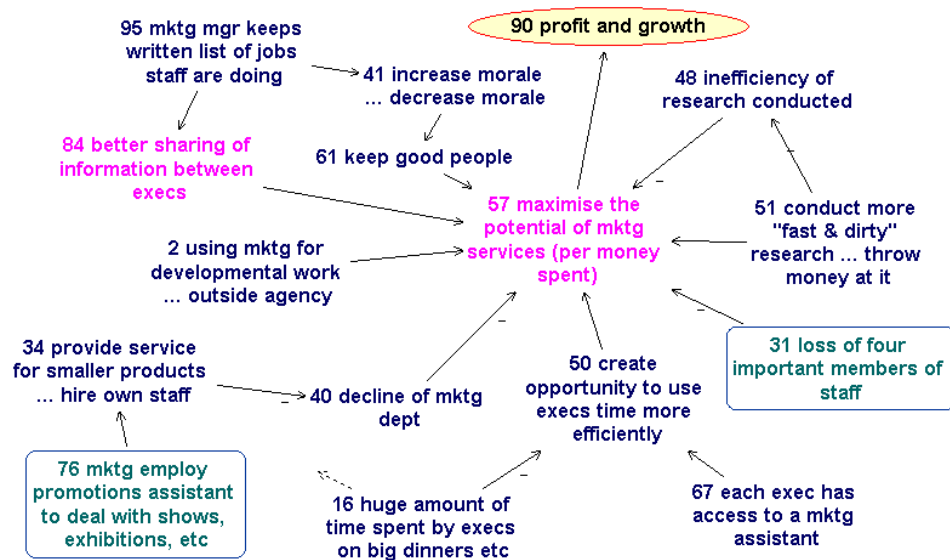 95 mktg mgr keeps
written list of jobs
staff are doing
90 profit and growth
41 increase morale
... decrease morale
48 inefficiency of
research conducted
84 better sharing of
information between
execs
61 keep good people
57 maximise the
potential of mktg
services (per money
spent)
51 conduct more
"fast & dirty"
research ... throw
money at it
2 using mktg for
developmental work
... outside agency
34 provide service
for smaller products
... hire own staff
40 decline of mktg
dept
50 create
opportunity to use
execs time more
efficiently
31 loss of four
important members of
staff
76 mktg employ
promotions assistant
to deal with shows,
exhibitions, etc
16 huge amount of
time spent by execs
on big dinners etc
67 each exec has
access to a mktg
assistant